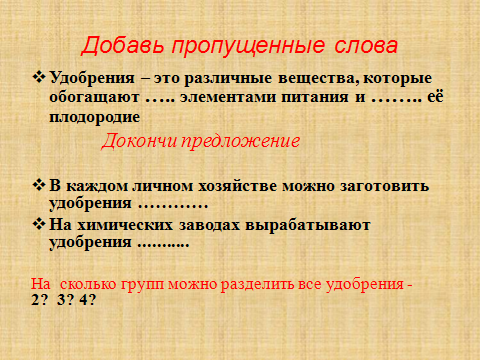 Добавь пропущенные слова
❖ Удобрения – это различные вещества, которые
обогащают ….. элементами питания и …….. её
плодородие
Докончи предложение
❖ В каждом личном хозяйстве можно заготовить
удобрения …………
❖ На химических заводах вырабатывают
удобрения ...........
На сколько групп можно разделить все удобрения -
2? 3? 4?